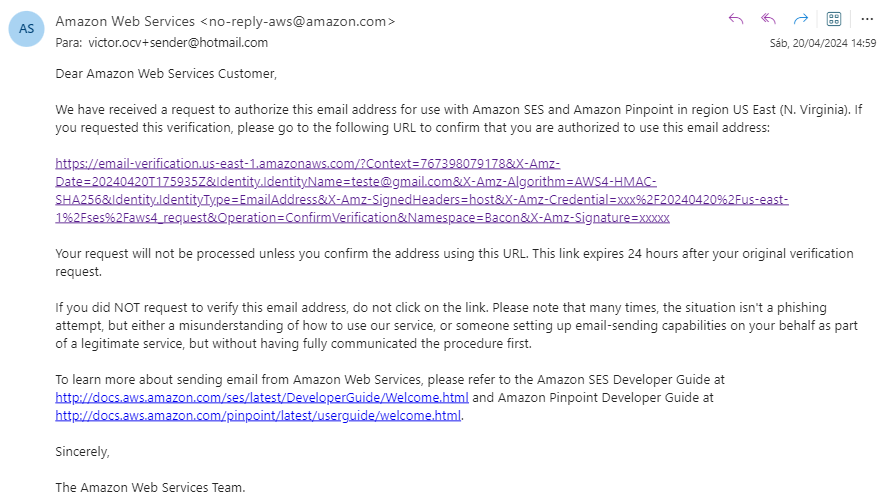 AS
Amazon Web Services <no-reply-aws@amazon.com>
Para: victor.ocv+sender@hotmail.com
Sáb, 20/04/2024 14:59
Dear Amazon Web Services Customer,
We have received a request to authorize this email address for use with Amazon SES and Amazon Pinpoint in region US East (N. Virginia). If
you requested this verification, please go to the following URL to confirm that you are authorized to use this email address:
https://email-verification.us-east-1.amazonaws.com/?Context=767398079178&X-Amz-
Date=20240420T175935Z&Identity.IdentityName=teste@gmail.com&X-Amz-Algorithm=AWS4-HMAC-
SHA256&Identity.IdentityType=EmailAddress&X-Amz-SignedHeaders=host&X-Amz-Credential=xxx%2F20240420%2Fus-east-
1%2Fses%2Faws4_request&Operation=ConfirmVerification&Namespace=Bacon&X-Amz-Signature=xxxxx
Your request will not be processed unless you confirm the address using this URL. This link expires 24 hours after your original verification
request.
If you did NOT request to verify this email address, do not click on the link. Please note that many times, the situation isn't a phishing
attempt, but either a misunderstanding of how to use our service, or someone setting up email-sending capabilities on your behalf as part
of a legitimate service, but without having fully communicated the procedure first.
To learn more about sending email from Amazon Web Services, please refer to the Amazon SES Developer Guide at
http://docs.aws.amazon.com/ses/latest/DeveloperGuide/Welcome.html and Amazon Pinpoint Developer Guide at
http://docs.aws.amazon.com/pinpoint/latest/userguide/welcome.html.
Sincerely,
The Amazon Web Services Team.